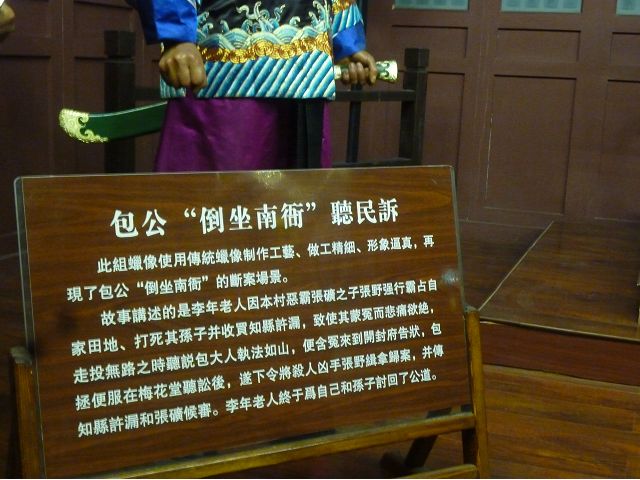 包公“倒坐南衙”聽民訴
此組蠟像使用傳統蠟像制作工藝、做工精細、形象逼真，再
現了包公“倒坐南衙”的斷案場景。
故事講述的是李年老人因本村惡霸張礦之子張野强行霸占自
家田地、打死其孫子并收買知縣許漏，致使其蒙冤而悲痛欲絶，
走投無路之時聽説包大人執法如山，便含冤來到開封府告狀，包
拯便服在梅花堂聽訟後，遂下令將殺人凶手張野緝拿歸案，并傳
知縣許漏和張礦候審。李年老人終于爲自己和孫子討回了公道。